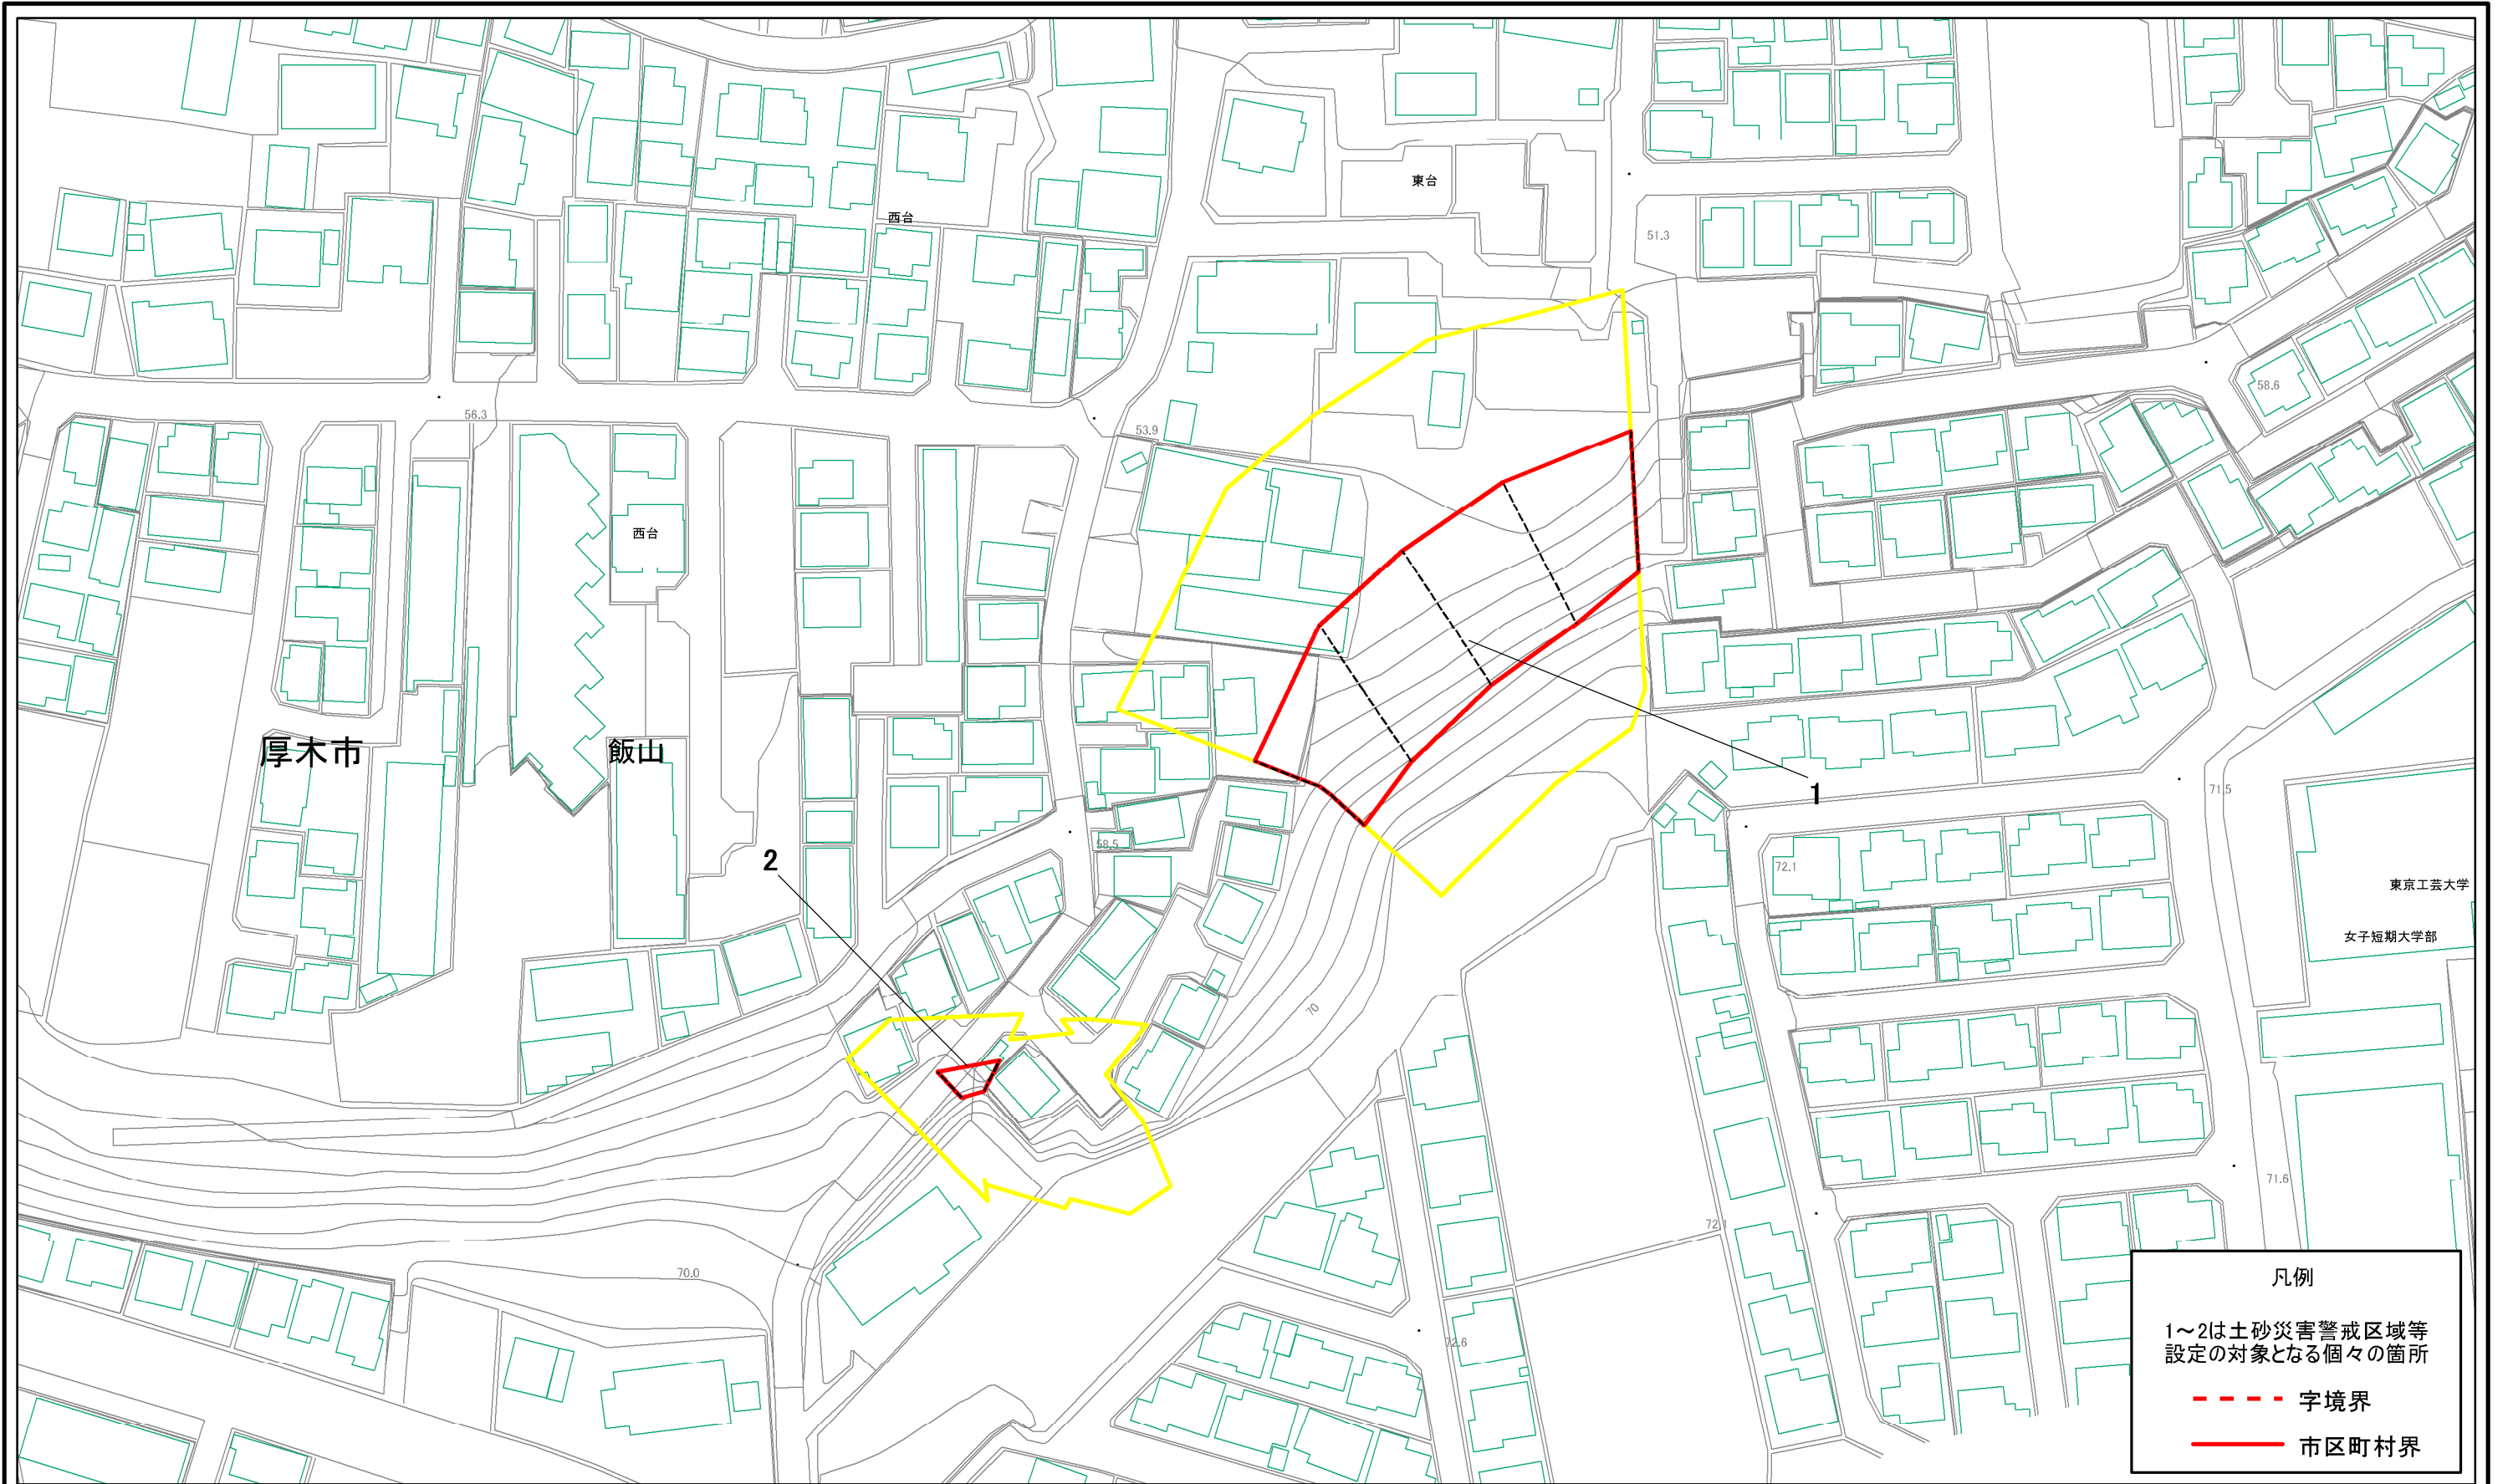 東台
西台
51.3
58.6
56.3
53.9
西台
厚木市
飯山
1
71.5
58.5
2
72.1
東京工芸大学
女子短期大学部
70
71.6
72.1
70.0
72.6
凡例
1～2は土砂災害警戒区域等
設定の対象となる個々の箇所
字境界
市区町村界